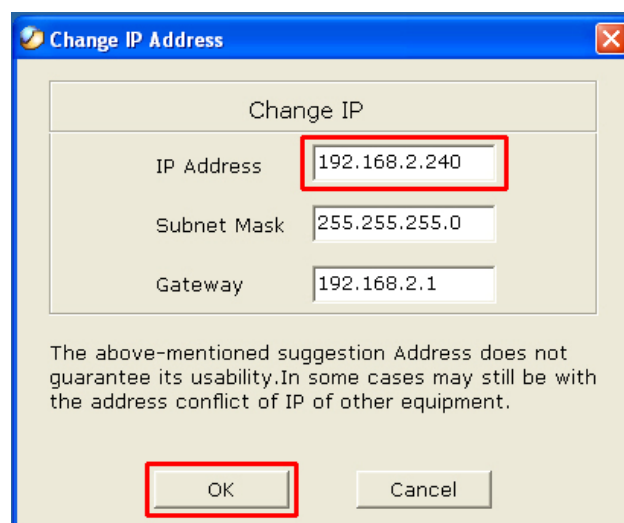 Change IP Address
Change IP
IP Address 192.168.2.240
Subnet Mask 255.255.255.0
Gateway 192.168.2.1
The above-mentioned suggestion Address does not
guarantee its usability.In some cases may still be with
the address conflict of IP of other equipment.
OK Cancel